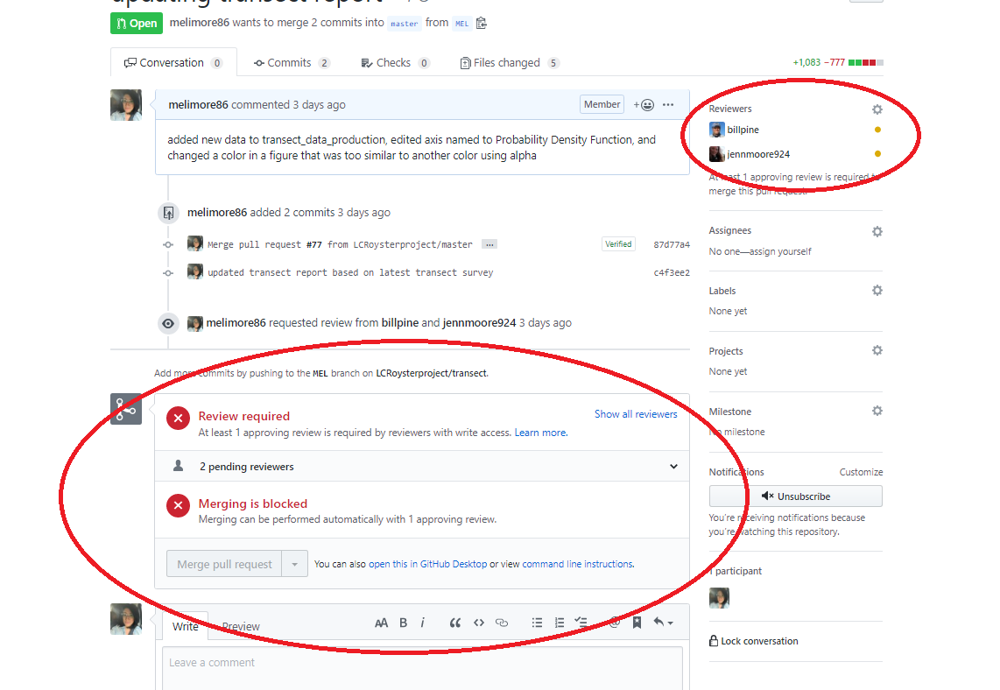 updating transect report
Open melimore86 wants to merge 2 commits into master from MEL
Conversation 0 Commits 2 Checks 0 Files changed 5 +1,083 −777
melimore86 commented 3 days ago Member
added new data to transect_data_production, edited axis named to Probability Density Function, and
changed a color in a figure that was too similar to another color using alpha
melimore86 added 2 commits 3 days ago
Merge pull request #77 from LCRoysterproject/master … Verified 87d77a4
updated transect report based on latest transect survey c4f3ee2
melimore86 requested review from billpine and jennmoore924 3 days ago
Add more commits by pushing to the MEL branch on LCRoysterproject/transect.
Review required Show all reviewers
At least 1 approving review is required by reviewers with write access. Learn more.
2 pending reviewers
Merging is blocked
Merging can be performed automatically with 1 approving review.
Merge pull request You can also open this in GitHub Desktop or view command line instructions.
Write Preview AA B i
Leave a comment
Reviewers
billpine
jennmoore924
At least 1 approving review is required to
merge this pull request.
Assignees
No one—assign yourself
Labels
None yet
Projects
None yet
Milestone
No milestone
Notifications Customize
Unsubscribe
You're receiving notifications because
you're watching this repository.
1 participant
Lock conversation